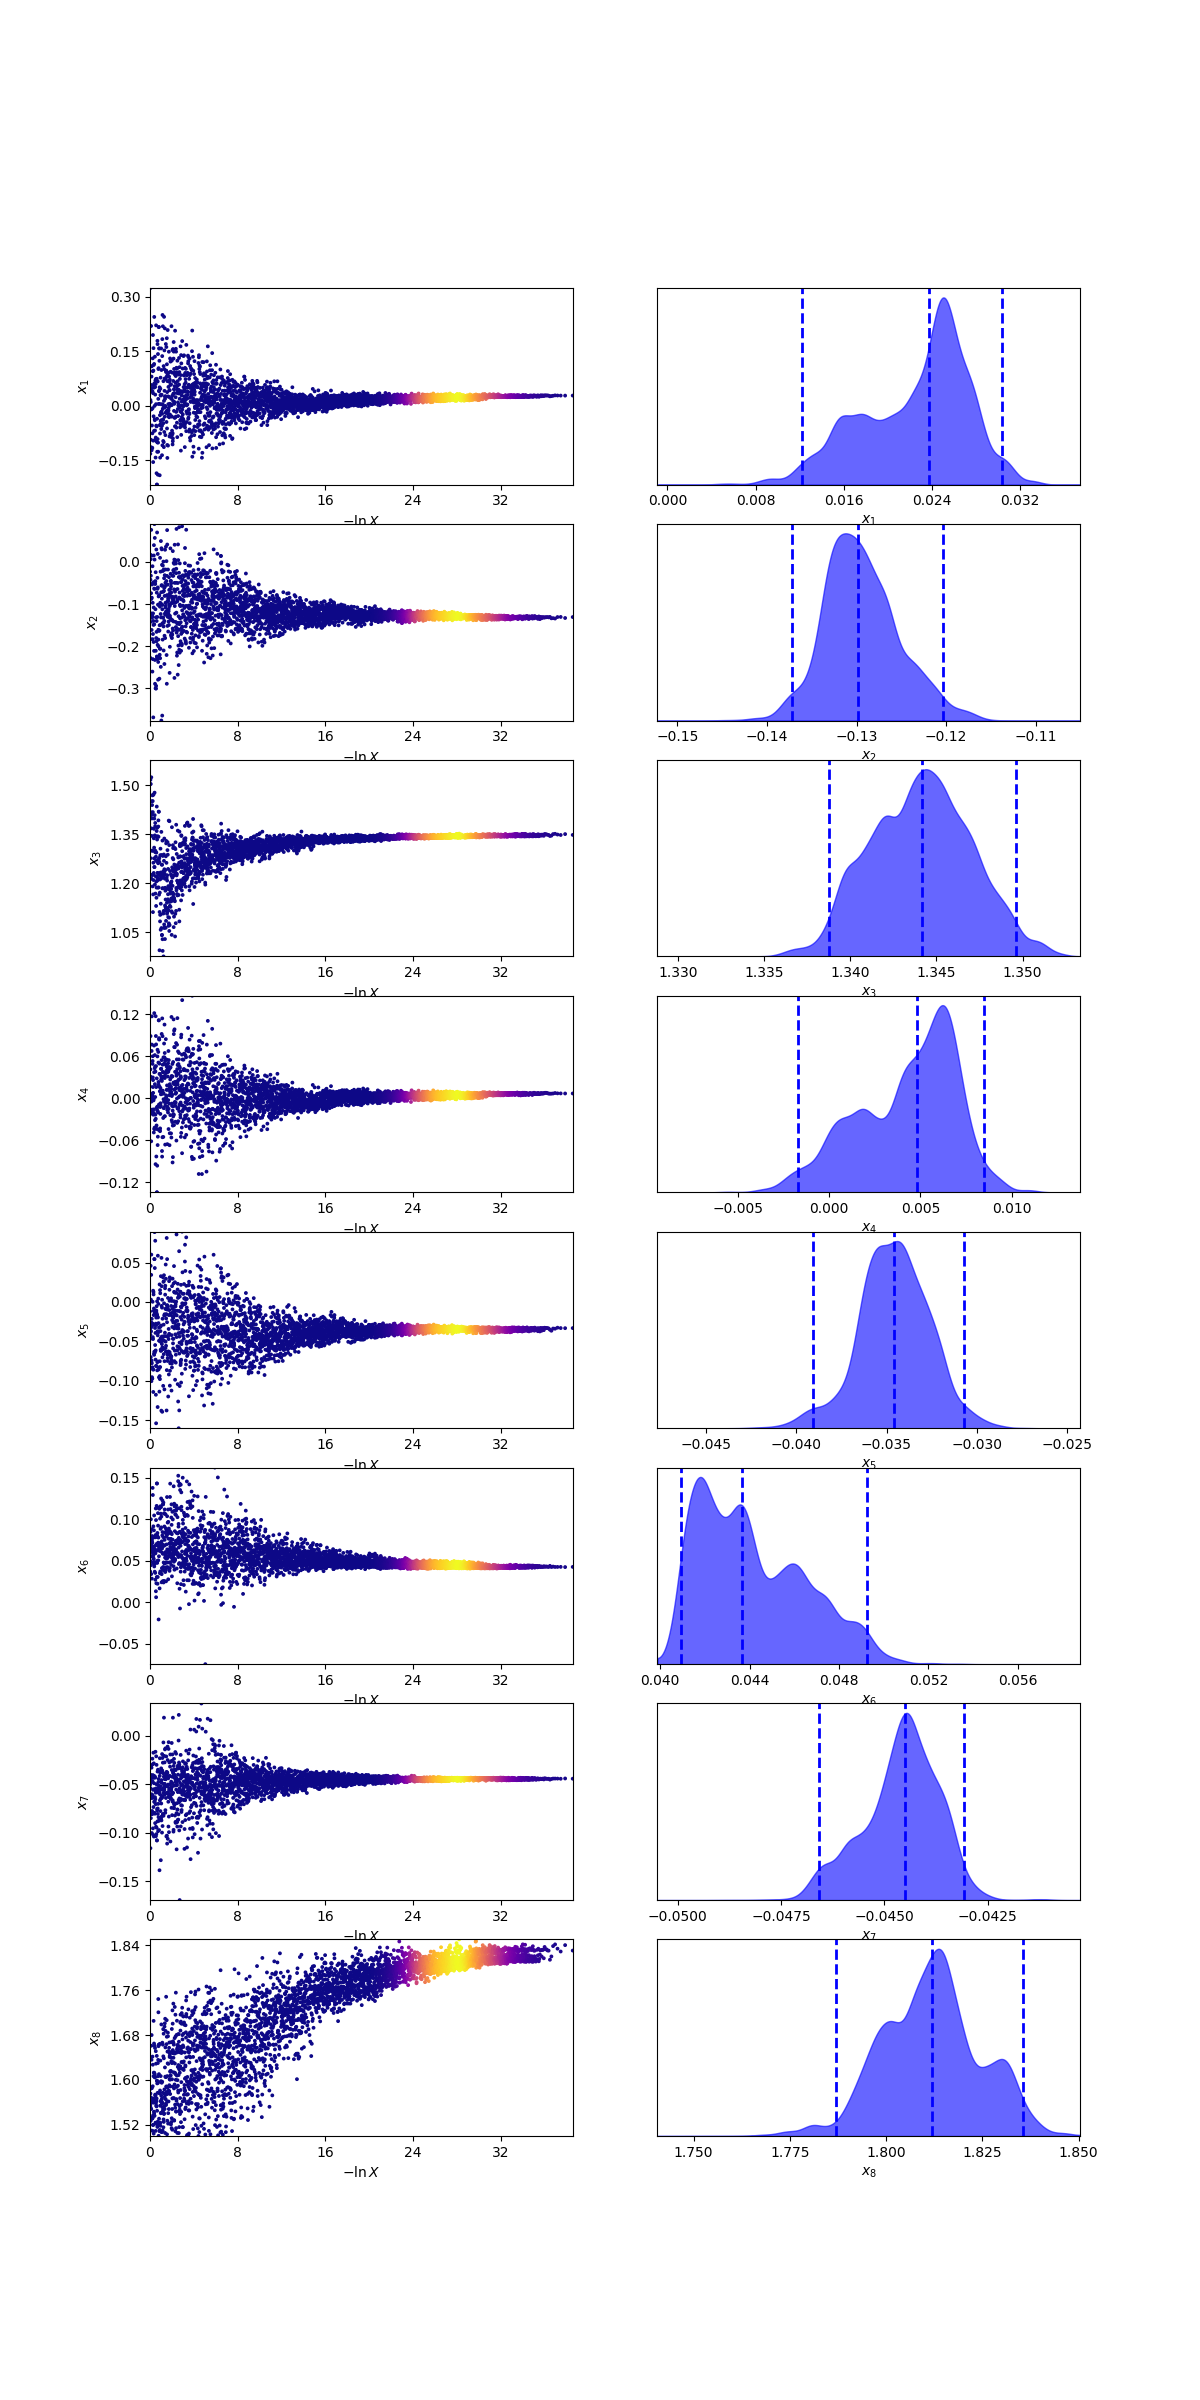 0.30
0.15
0.00
−0.15
x₁
0 8 16 24 32
−ln X
0.000 0.008 0.016 0.024 0.032
x₁
0.0
−0.1
−0.2
−0.3
x₂
0 8 16 24 32
−ln X
−0.15 −0.14 −0.13 −0.12 −0.11
x₂
1.50
1.35
1.20
1.05
x₃
0 8 16 24 32
−ln X
1.330 1.335 1.340 1.345 1.350
x₃
0.12
0.06
0.00
−0.06
−0.12
x₄
0 8 16 24 32
−ln X
−0.005 0.000 0.005 0.010
x₄
0.05
0.00
−0.05
−0.10
−0.15
x₅
0 8 16 24 32
−ln X
−0.045 −0.040 −0.035 −0.030 −0.025
x₅
0.15
0.10
0.05
0.00
−0.05
x₆
0 8 16 24 32
−ln X
0.040 0.044 0.048 0.052 0.056
x₆
0.00
−0.05
−0.10
−0.15
x₇
0 8 16 24 32
−ln X
−0.0500 −0.0475 −0.0450 −0.0425
x₇
1.84
1.76
1.68
1.60
1.52
x₈
0 8 16 24 32
−ln X
1.750 1.775 1.800 1.825 1.850
x₈